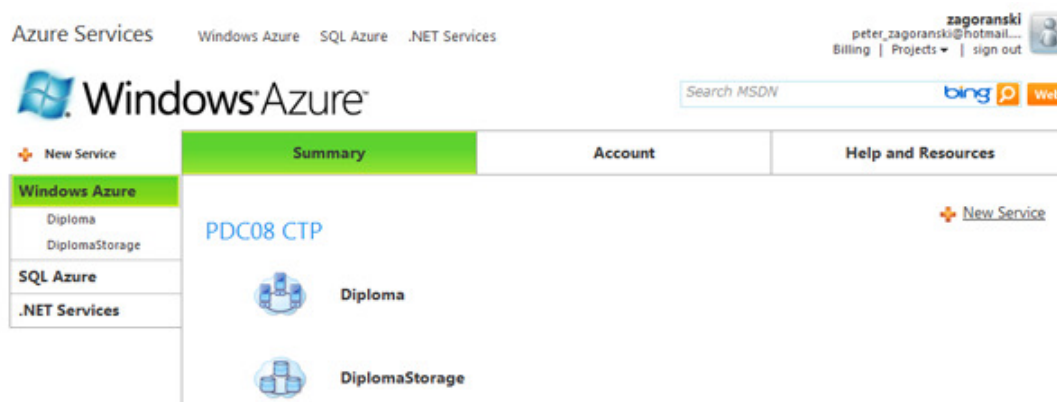 Azure Services
Windows Azure SQL Azure .NET Services
zagoranski
peter_zagoranski@hotmail....
Billing | Projects | sign out
Windows Azure
Search MSDN
bing
Web
New Service
Summary
Account
Help and Resources
Windows Azure
Diploma
DiplomaStorage
SQL Azure
.NET Services
PDC08 CTP
New Service
Diploma
DiplomaStorage